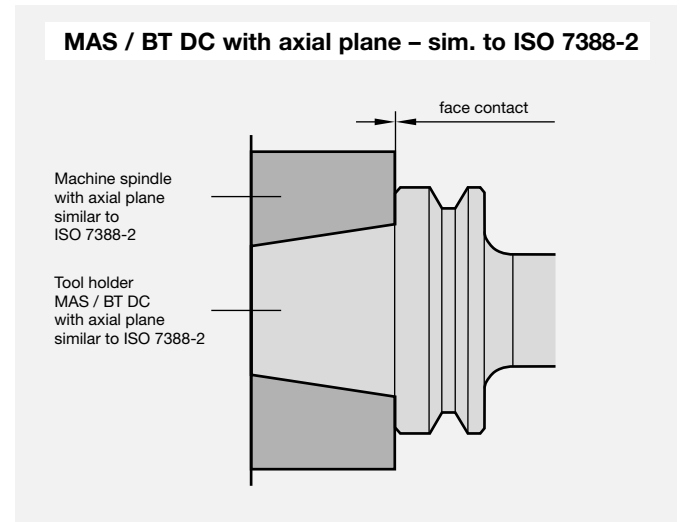 MAS / BT DC with axial plane – sim. to ISO 7388-2
face contact
Machine spindle
with axial plane
similar to
ISO 7388-2
Tool holder
MAS / BT DC
with axial plane
similar to ISO 7388-2